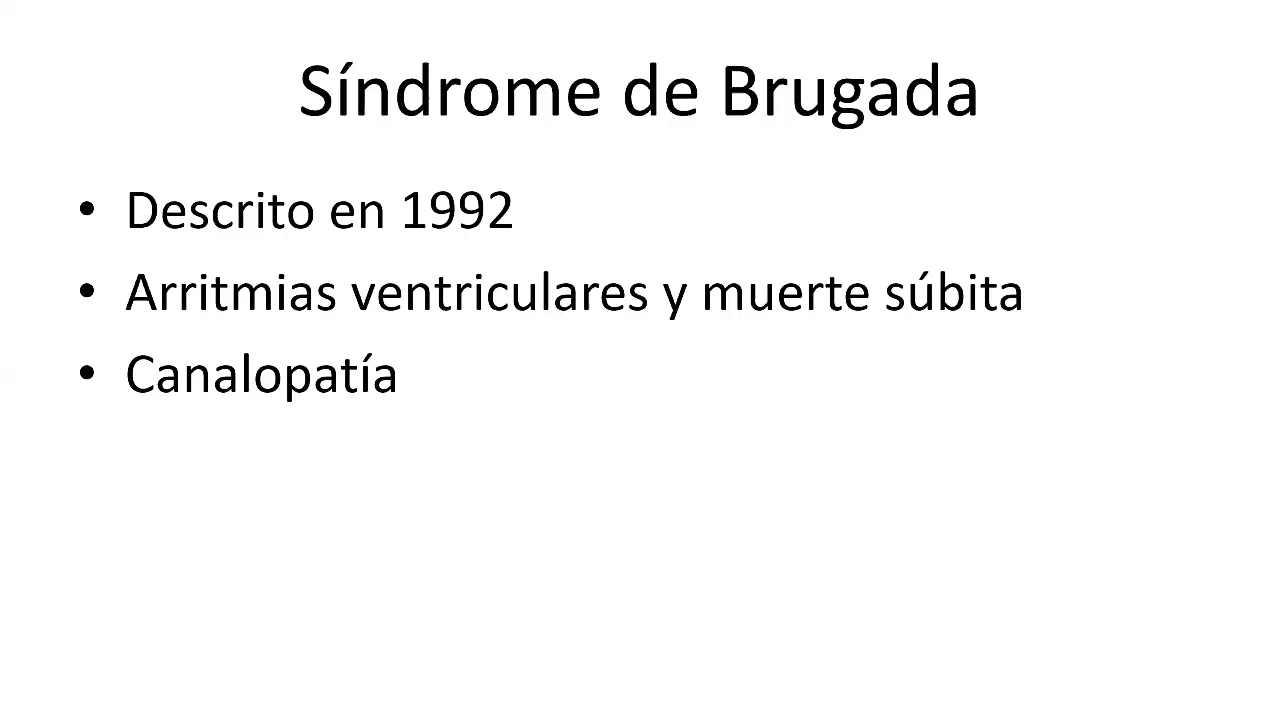 Síndrome de Brugada
• Descrito en 1992
• Arritmias ventriculares y muerte súbita
• Canalopatía